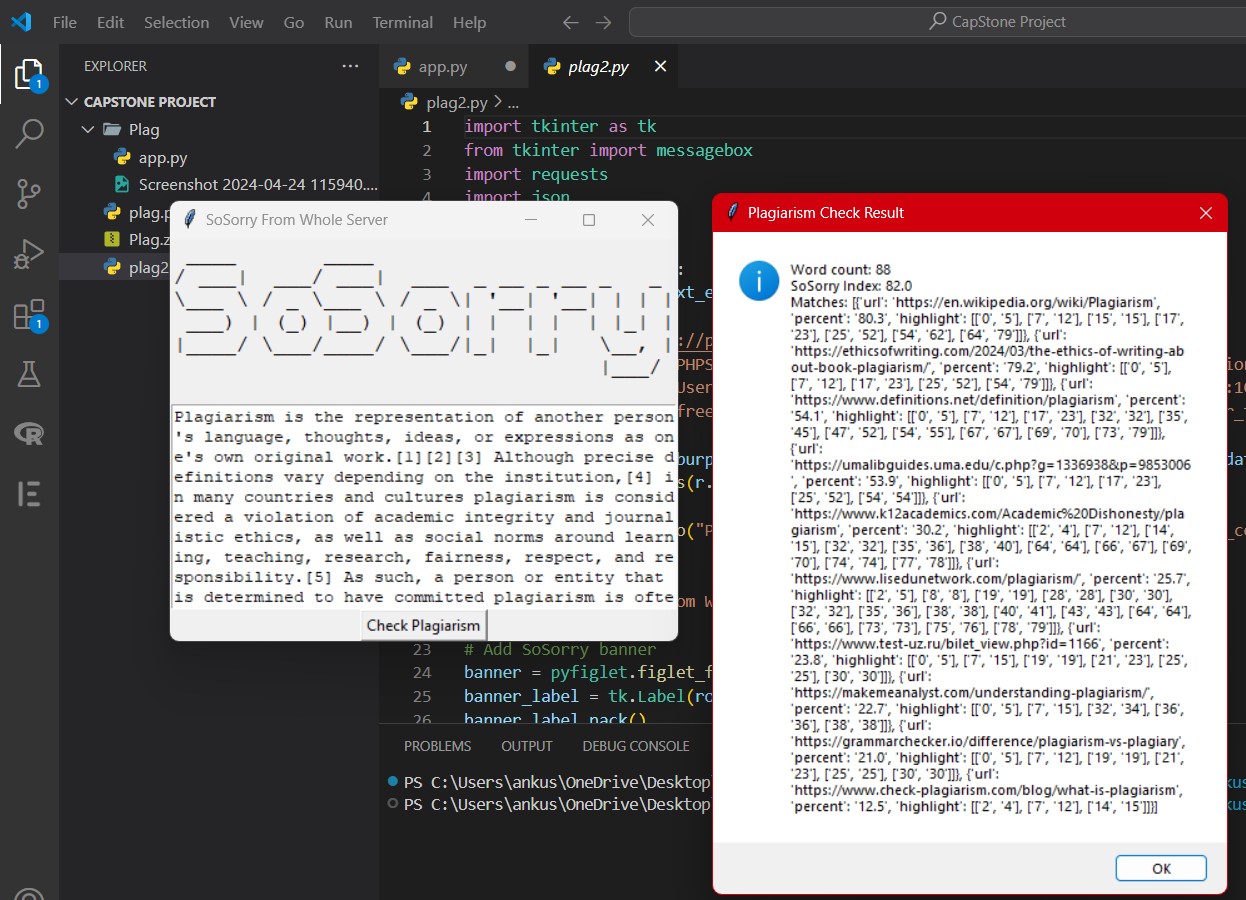 File Edit Selection View Go Run Terminal Help
CapStone Project
EXPLORER
CAPSTONE PROJECT
Plag
app.py
Screenshot 2024-04-24 115940....
plag.p
Plag.z
plag2
1
1
app.py
plag2.py
plag2.py > ...
1 import tkinter as tk
2 from tkinter import messagebox
3 import requests
4 import json
SoSorry From Whole Server
SoSorry
Plagiarism is the representation of another person
's language, thoughts, ideas, or expressions as on
e's own original work.[1][2][3] Although precise d
efinitions vary depending on the institution,[4] i
n many countries and cultures plagiarism is consid
ered a violation of academic integrity and journal
istic ethics, as well as social norms around learn
ing, teaching, research, fairness, respect, and re
sponsibility.[5] As such, a person or entity that
is determined to have committed plagiarism is ofte
Check Plagiarism
:
xt_e
://p
PHPS
User
free
burp
s(r.
o("P
om W
23 # Add SoSorry banner
24 banner = pyfiglet.figlet_f
25 banner_label = tk.Label(ro
26 banner_label.pack()
PROBLEMS OUTPUT DEBUG CONSOLE
PS C:\Users\ankus\OneDrive\Desktop
PS C:\Users\ankus\OneDrive\Desktop
Plagiarism Check Result
Word count: 88
SoSorry Index: 82.0
Matches: [{'url': 'https://en.wikipedia.org/wiki/Plagiarism',
'percent': '80.3', 'highlight': [['0', '5'], ['7', '12'], ['15', '15'], ['17',
'23'], ['25', '52'], ['54', '62'], ['64', '79']]}, {'url':
'https://ethicsofwriting.com/2024/03/the-ethics-of-writing-ab
out-book-plagiarism/', 'percent': '79.2', 'highlight': [['0', '5'],
['7', '12'], ['17', '23'], ['25', '52'], ['54', '79']]}, {'url':
'https://www.definitions.net/definition/plagiarism', 'percent':
'54.1', 'highlight': [['0', '5'], ['7', '12'], ['17', '23'], ['32', '32'], ['35',
'45'], ['47', '52'], ['54', '55'], ['67', '67'], ['69', '70'], ['73', '79']]},
{'url':
'https://umalibguides.uma.edu/c.php?g=1336938&p=9853006
', 'percent': '53.9', 'highlight': [['0', '5'], ['7', '12'], ['17', '23'],
['25', '52'], ['54', '54']]}, {'url':
'https://www.k12academics.com/Academic%20Dishonesty/pla
giarism', 'percent': '30.2', 'highlight': [['2', '4'], ['7', '12'], ['14',
'15'], ['32', '32'], ['35', '36'], ['38', '40'], ['64', '64'], ['66', '67'], ['69',
'70'], ['74', '74'], ['77', '78']]}, {'url':
'https://www.lisedunetwork.com/plagiarism/', 'percent': '25.7',
'highlight': [['2', '5'], ['8', '8'], ['19', '19'], ['28', '28'], ['30', '30'],
['32', '32'], ['35', '36'], ['38', '38'], ['40', '41'], ['43', '43'], ['64', '64'],
['66', '66'], ['73', '73'], ['75', '76'], ['78', '79']]}, {'url':
'https://www.test-uz.ru/bilet_view.php?id=1166', 'percent':
'23.8', 'highlight': [['0', '5'], ['7', '15'], ['19', '19'], ['21', '23'], ['25',
'25'], ['30', '30']]}, {'url':
'https://makemeanalyst.com/understanding-plagiarism/',
'percent': '22.7', 'highlight': [['0', '5'], ['7', '15'], ['32', '34'], ['36',
'36'], ['38', '38']]}, {'url':
'https://grammarchecker.io/difference/plagiarism-vs-plagiary',
'percent': '21.0', 'highlight': [['0', '5'], ['7', '12'], ['19', '19'], ['21',
'23'], ['25', '25'], ['30', '30']]}, {'url':
'https://www.check-plagiarism.com/blog/what-is-plagiarism',
'percent': '12.5', 'highlight': [['2', '4'], ['7', '12'], ['14', '15']]}]
OK